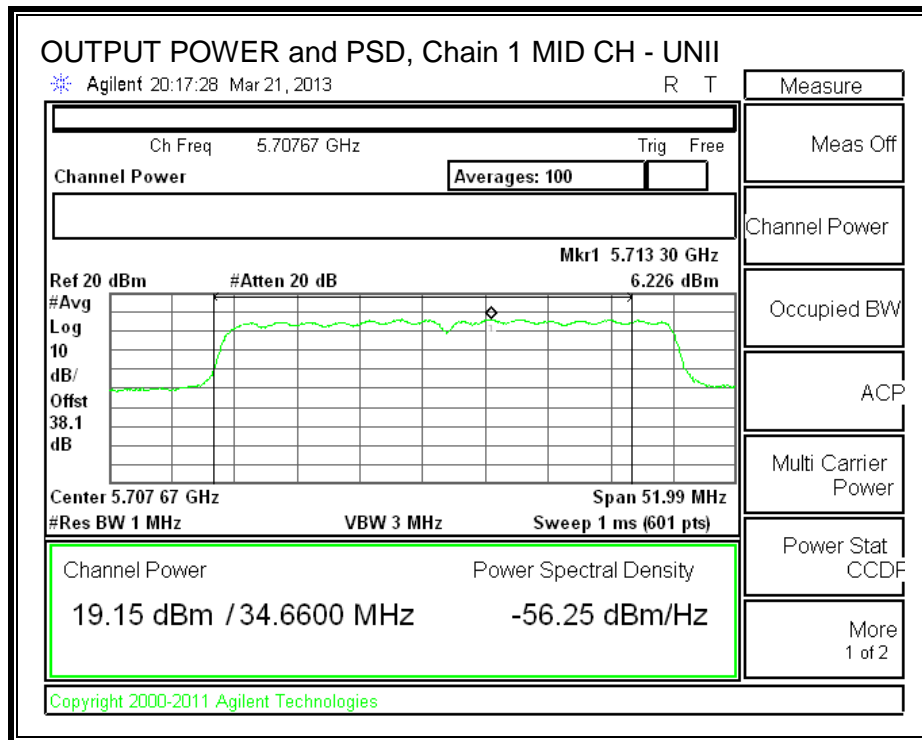 OUTPUT POWER and PSD, Chain 1 MID CH - UNII
Agilent 20:17:28 Mar 21, 2013 R T
Measure
Ch Freq 5.70767 GHz Trig Free
Meas Off
Channel Power Averages: 100
Channel Power
Mkr1 5.713 30 GHz
Ref 20 dBm #Atten 20 dB 6.226 dBm
#Avg
Log
10
dB/
Offst
38.1
dB
1
Occupied BW
ACP
Center 5.707 67 GHz Span 51.99 MHz
#Res BW 1 MHz VBW 3 MHz Sweep 1 ms (601 pts)
Multi Carrier
Power
Channel Power Power Spectral Density
19.15 dBm / 34.6600 MHz -56.25 dBm/Hz
Power Stat
CCDF
More
1 of 2
Copyright 2000-2011 Agilent Technologies